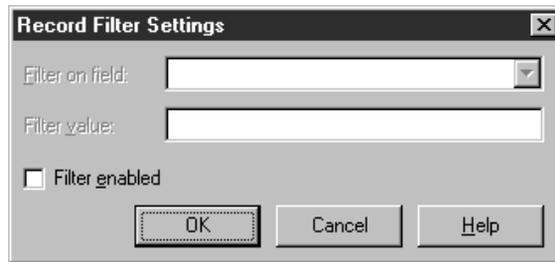 Record Filter Settings
Filter on field:
Filter value:
Filter enabled
OK Cancel Help